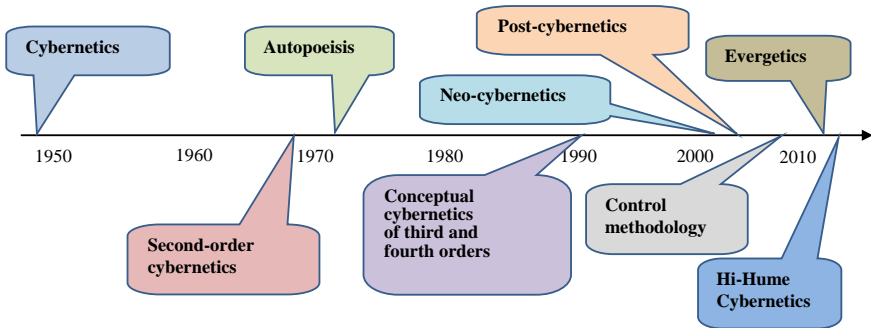 Cybernetics
Autopoeisis
Post-cybernetics
Evergetics
Neo-cybernetics
1950
1960
1970
1980
1990
2000
2010
Second-order
cybernetics
Conceptual
cybernetics
of third and
fourth orders
Control
methodology
Hi-Hume
Cybernetics